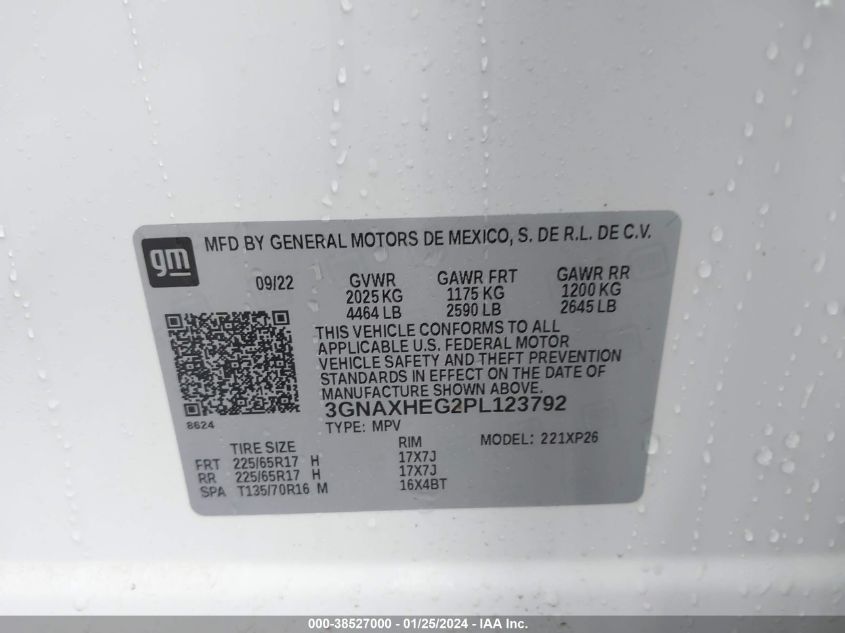 gm
MFD BY GENERAL MOTORS DE MEXICO, S. DE R.L. DE C.V.
09/22 GVWR GAWR FRT GAWR RR
2025 KG 1175 KG 1200 KG
4464 LB 2590 LB 2645 LB
THIS VEHICLE CONFORMS TO ALL
APPLICABLE U.S. FEDERAL MOTOR
VEHICLE SAFETY AND THEFT PREVENTION
STANDARDS IN EFFECT ON THE DATE OF
MANUFACTURE SHOWN ABOVE.
3GNAXHEG2PL123792
8624
TYPE: MPV MODEL: 221XP26
TIRE SIZE RIM
FRT 225/65R17 H 17X7J
RR 225/65R17 H 17X7J
SPA T135/70R16 M 16X4BT
000-38527000 - 01/25/2024 - IAA Inc.